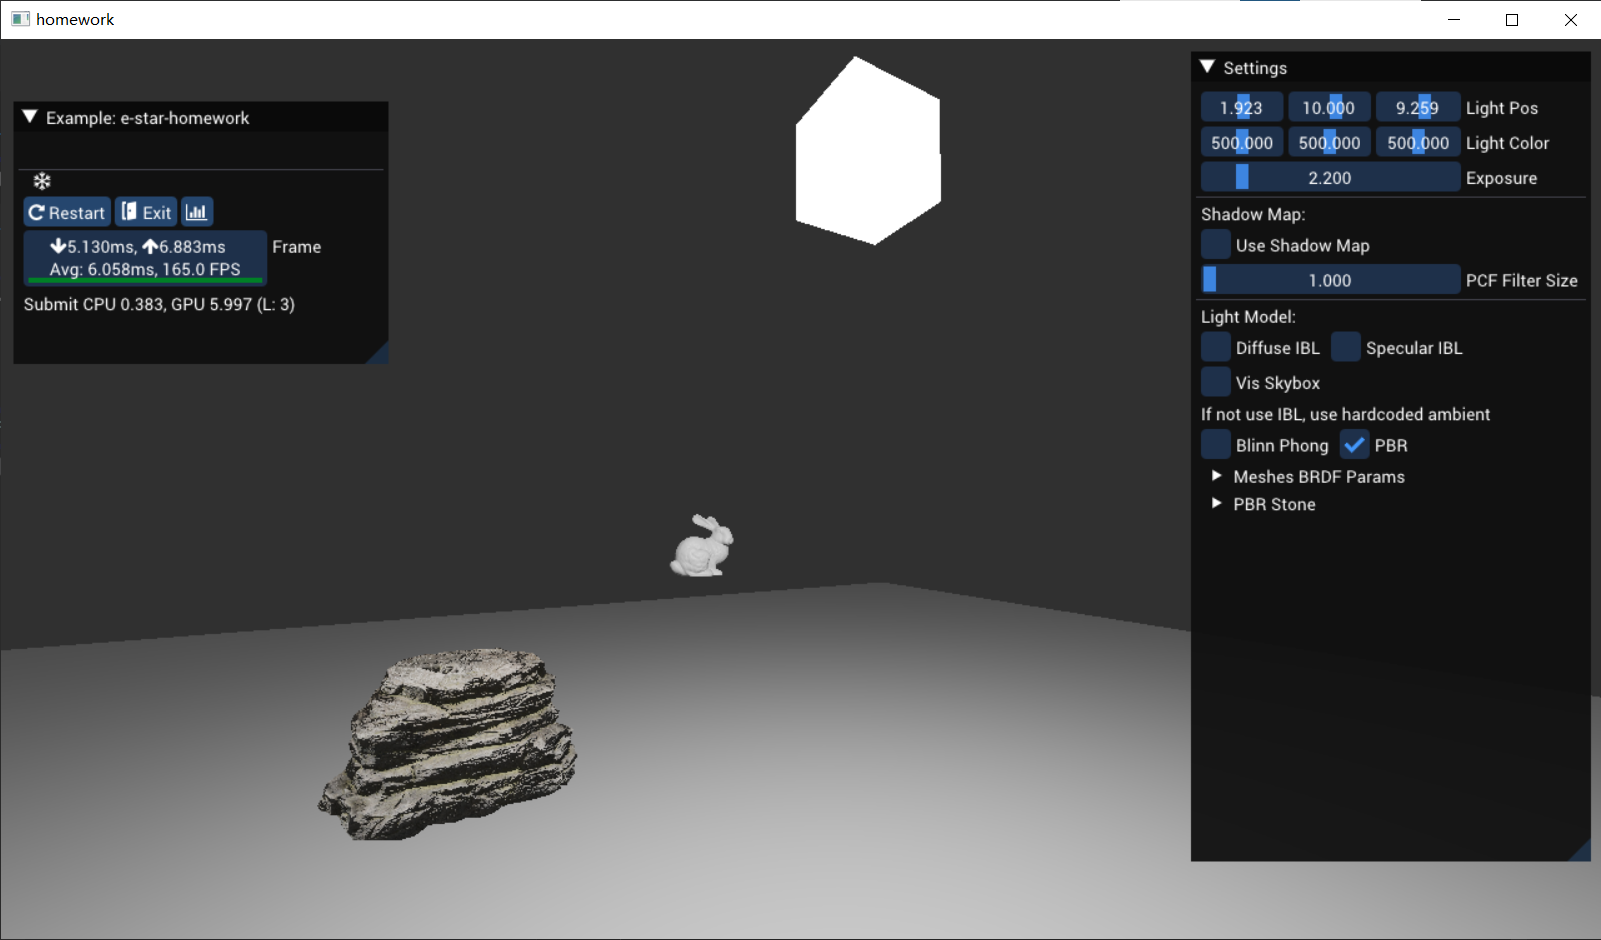 homework
Example: e-star-homework
Restart Exit
5.130ms, 6.883ms Frame
Avg: 6.058ms, 165.0 FPS
Submit CPU 0.383, GPU 5.997 (L: 3)
Settings
1.923 10.000 9.259 Light Pos
500.000 500.000 500.000 Light Color
2.200 Exposure
Shadow Map:
Use Shadow Map
1.000 PCF Filter Size
Light Model:
Diffuse IBL Specular IBL
Vis Skybox
If not use IBL, use hardcoded ambient
Blinn Phong PBR
Meshes BRDF Params
PBR Stone